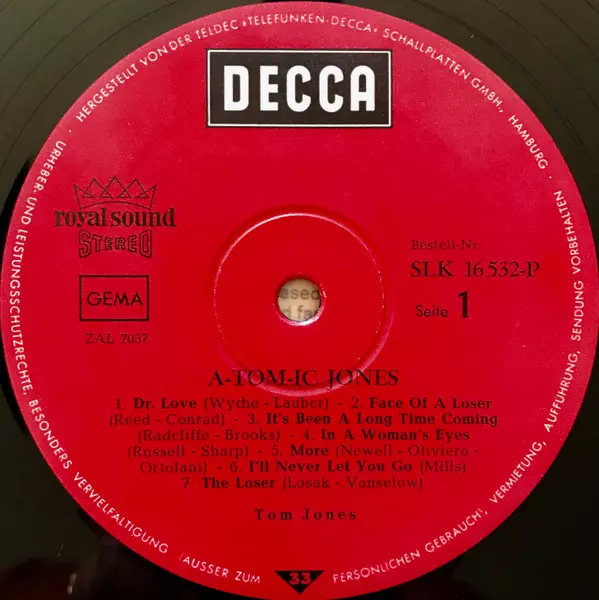 · HERGESTELLT VON DER TELDEC »TELEFUNKEN-DECCA« SCHALLPLATTEN GMBH., HAMBURG ·
DECCA
royal sound
STEREO
GEMA
ZAL 7037
Bestell-Nr.
SLK 16 532-P
Seite 1
A-TOM-IC JONES
1. Dr. Love (Wyche - Lauber) - 2. Face Of A Loser
(Reed - Conrad) - 3. It's Been A Long Time Coming
(Radcliffe - Brooks) - 4. In A Woman's Eyes
(Russell - Sharp) - 5. More (Newell - Oliviero -
Ortolani) - 6. I'll Never Let You Go (Mills)
7. The Loser (Losak - Vanselow)
Tom Jones
URHEBER- UND LEISTUNGSSCHUTZRECHTE, BESONDERS VERVIELFÄLTIGUNG (AUSSER ZUM PERSÖNLICHEN GEBRAUCH), VERMIETUNG, AUFFÜHRUNG, SENDUNG VORBEHALTEN
33